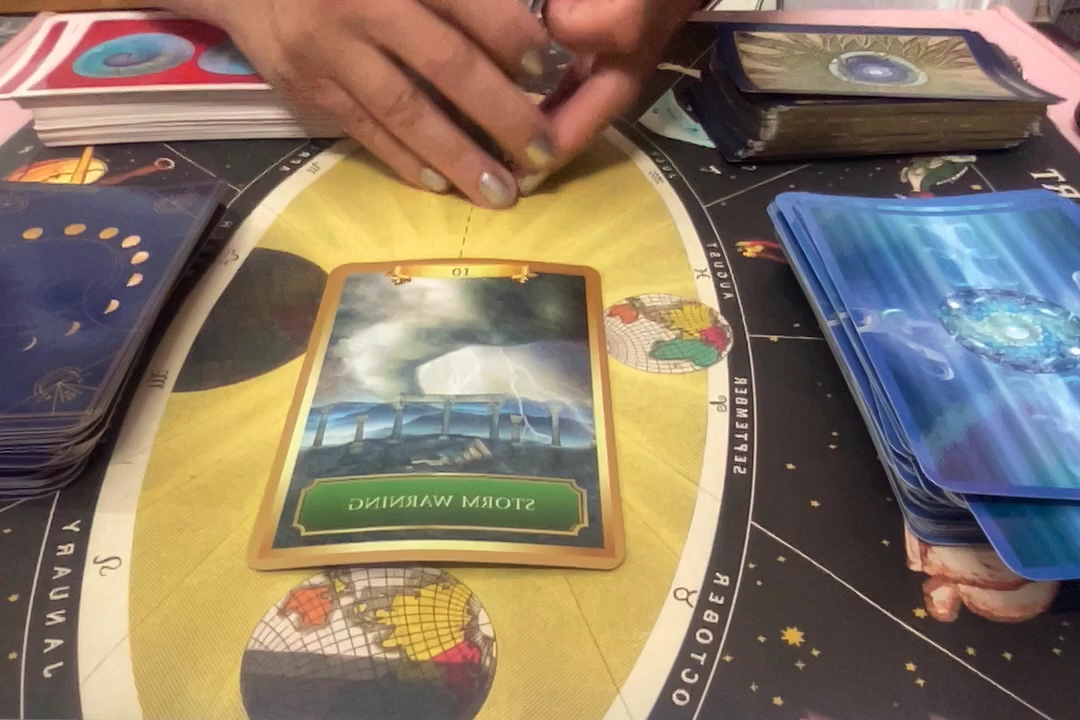 10
STORM WARNING
AUGUST
SEPTEMBER
OCTOBER
JANUARY